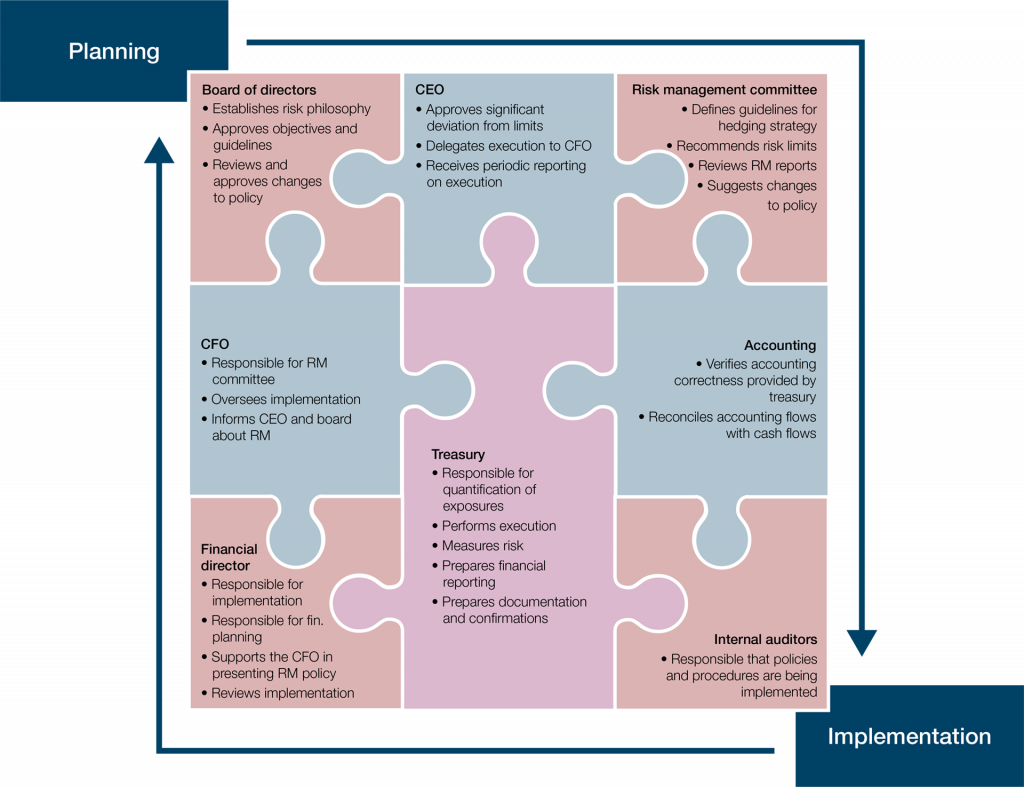 Planning
Board of directors
• Establishes risk philosophy
• Approves objectives and
guidelines
• Reviews and
approves changes
to policy
CEO
• Approves significant
deviation from limits
• Delegates execution to CFO
• Receives periodic reporting
on execution
Risk management committee
• Defines guidelines for
hedging strategy
• Recommends risk limits
• Reviews RM reports
• Suggests changes
to policy
CFO
• Responsible for RM
committee
• Oversees implementation
• Informs CEO and board
about RM
Accounting
• Verifies accounting
correctness provided by
treasury
• Reconciles accounting flows
with cash flows
Treasury
• Responsible for
quantification of
exposures
• Performs execution
• Measures risk
• Prepares financial
reporting
• Prepares documentation
and confirmations
Financial
director
• Responsible for
implementation
• Responsible for fin.
planning
• Supports the CFO in
presenting RM policy
• Reviews implementation
Internal auditors
• Responsible that policies
and procedures are being
implemented
Implementation